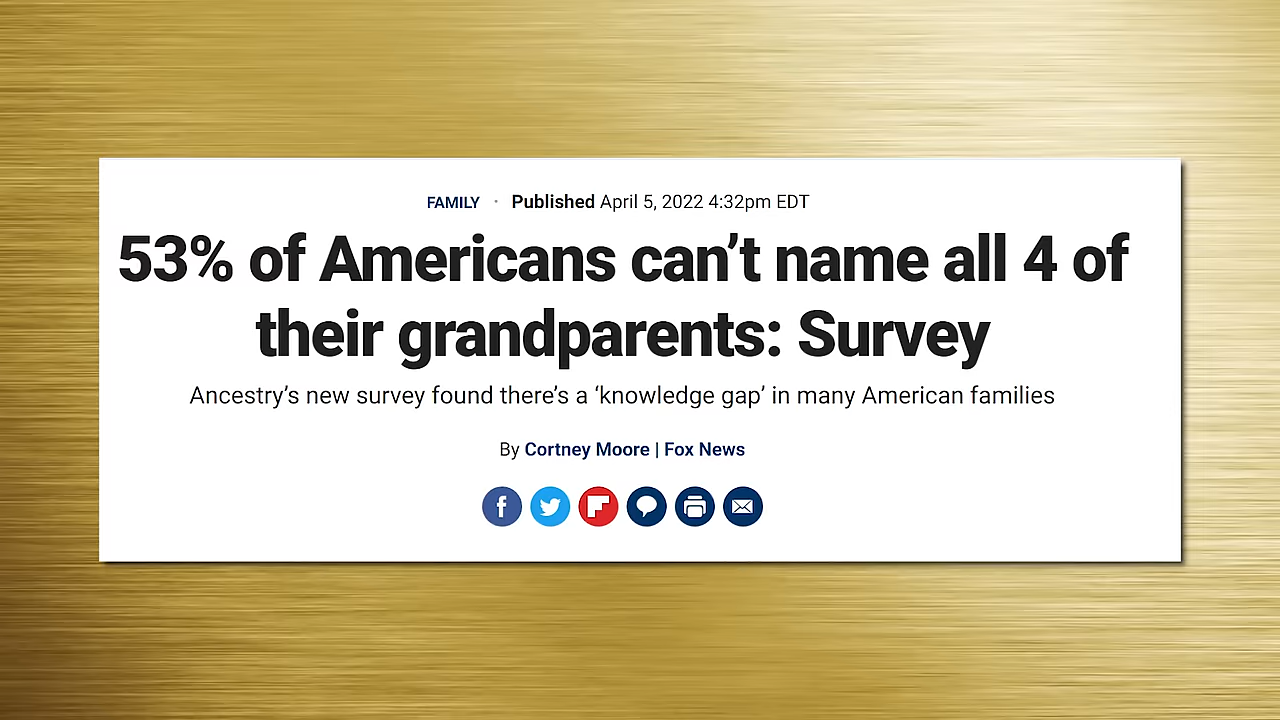 FAMILY · Published April 5, 2022 4:32pm EDT
53% of Americans can’t name all 4 of
their grandparents: Survey
Ancestry’s new survey found there’s a ‘knowledge gap’ in many American families
By Cortney Moore | Fox News